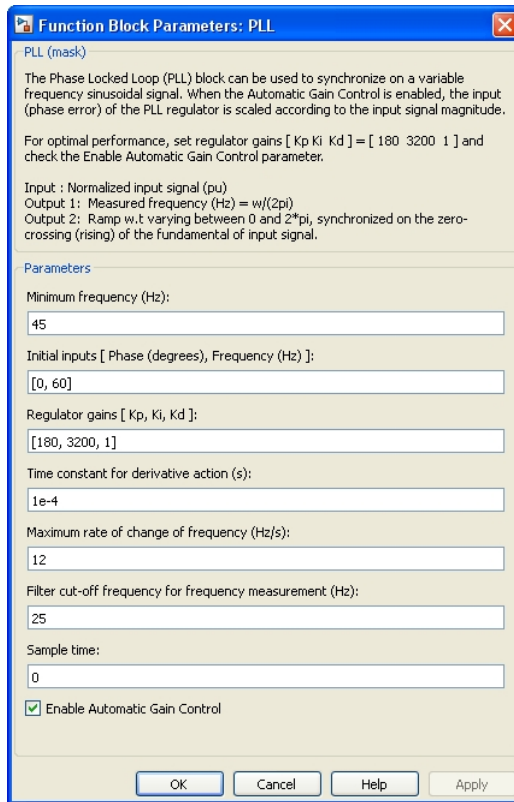 Function Block Parameters: PLL
PLL (mask)
The Phase Locked Loop (PLL) block can be used to synchronize on a variable
frequency sinusoidal signal. When the Automatic Gain Control is enabled, the input
(phase error) of the PLL regulator is scaled according to the input signal magnitude.
For optimal performance, set regulator gains [ Kp Ki Kd ] = [ 180 3200 1 ] and
check the Enable Automatic Gain Control parameter.
Input : Normalized input signal (pu)
Output 1: Measured frequency (Hz) = w/(2pi)
Output 2: Ramp w.t varying between 0 and 2*pi, synchronized on the zero-
crossing (rising) of the fundamental of input signal.
Parameters
Minimum frequency (Hz):
45
Initial inputs [ Phase (degrees), Frequency (Hz) ]:
[0, 60]
Regulator gains [ Kp, Ki, Kd ]:
[180, 3200, 1]
Time constant for derivative action (s):
1e-4
Maximum rate of change of frequency (Hz/s):
12
Filter cut-off frequency for frequency measurement (Hz):
25
Sample time:
0
Enable Automatic Gain Control
OK Cancel Help Apply